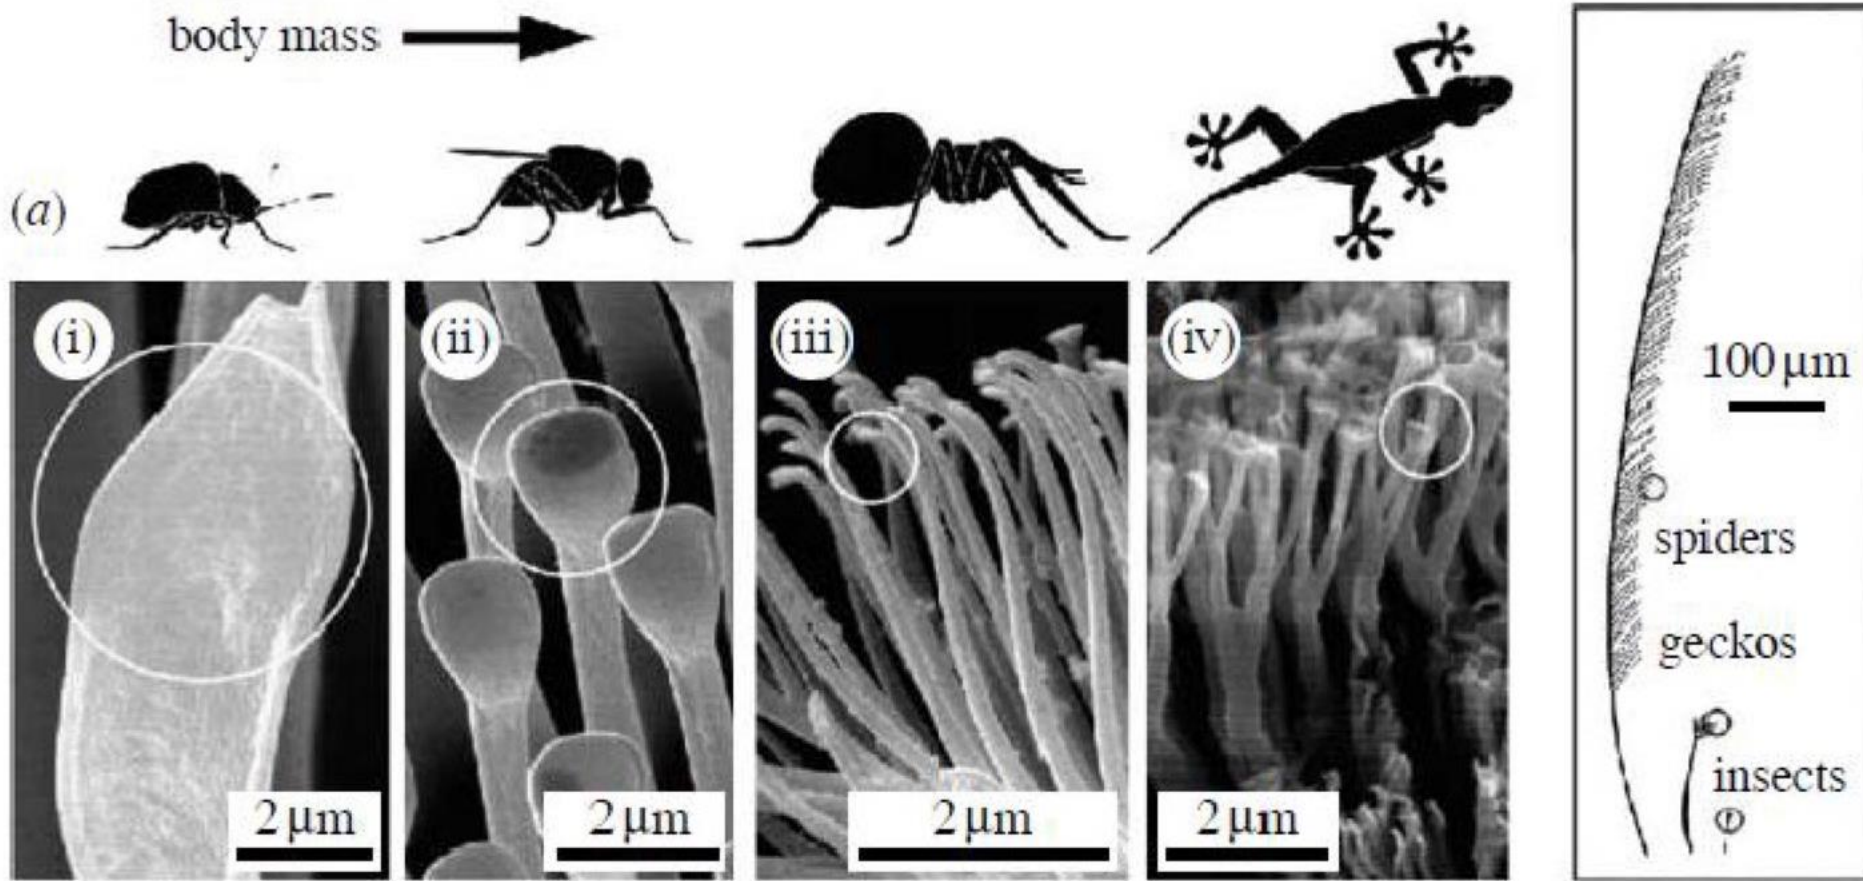 body mass
(a)
(i)
(ii)
(iii)
(iv)
2 μm
2 μm
2 μm
2 μm
100 μm
spiders
geckos
insects